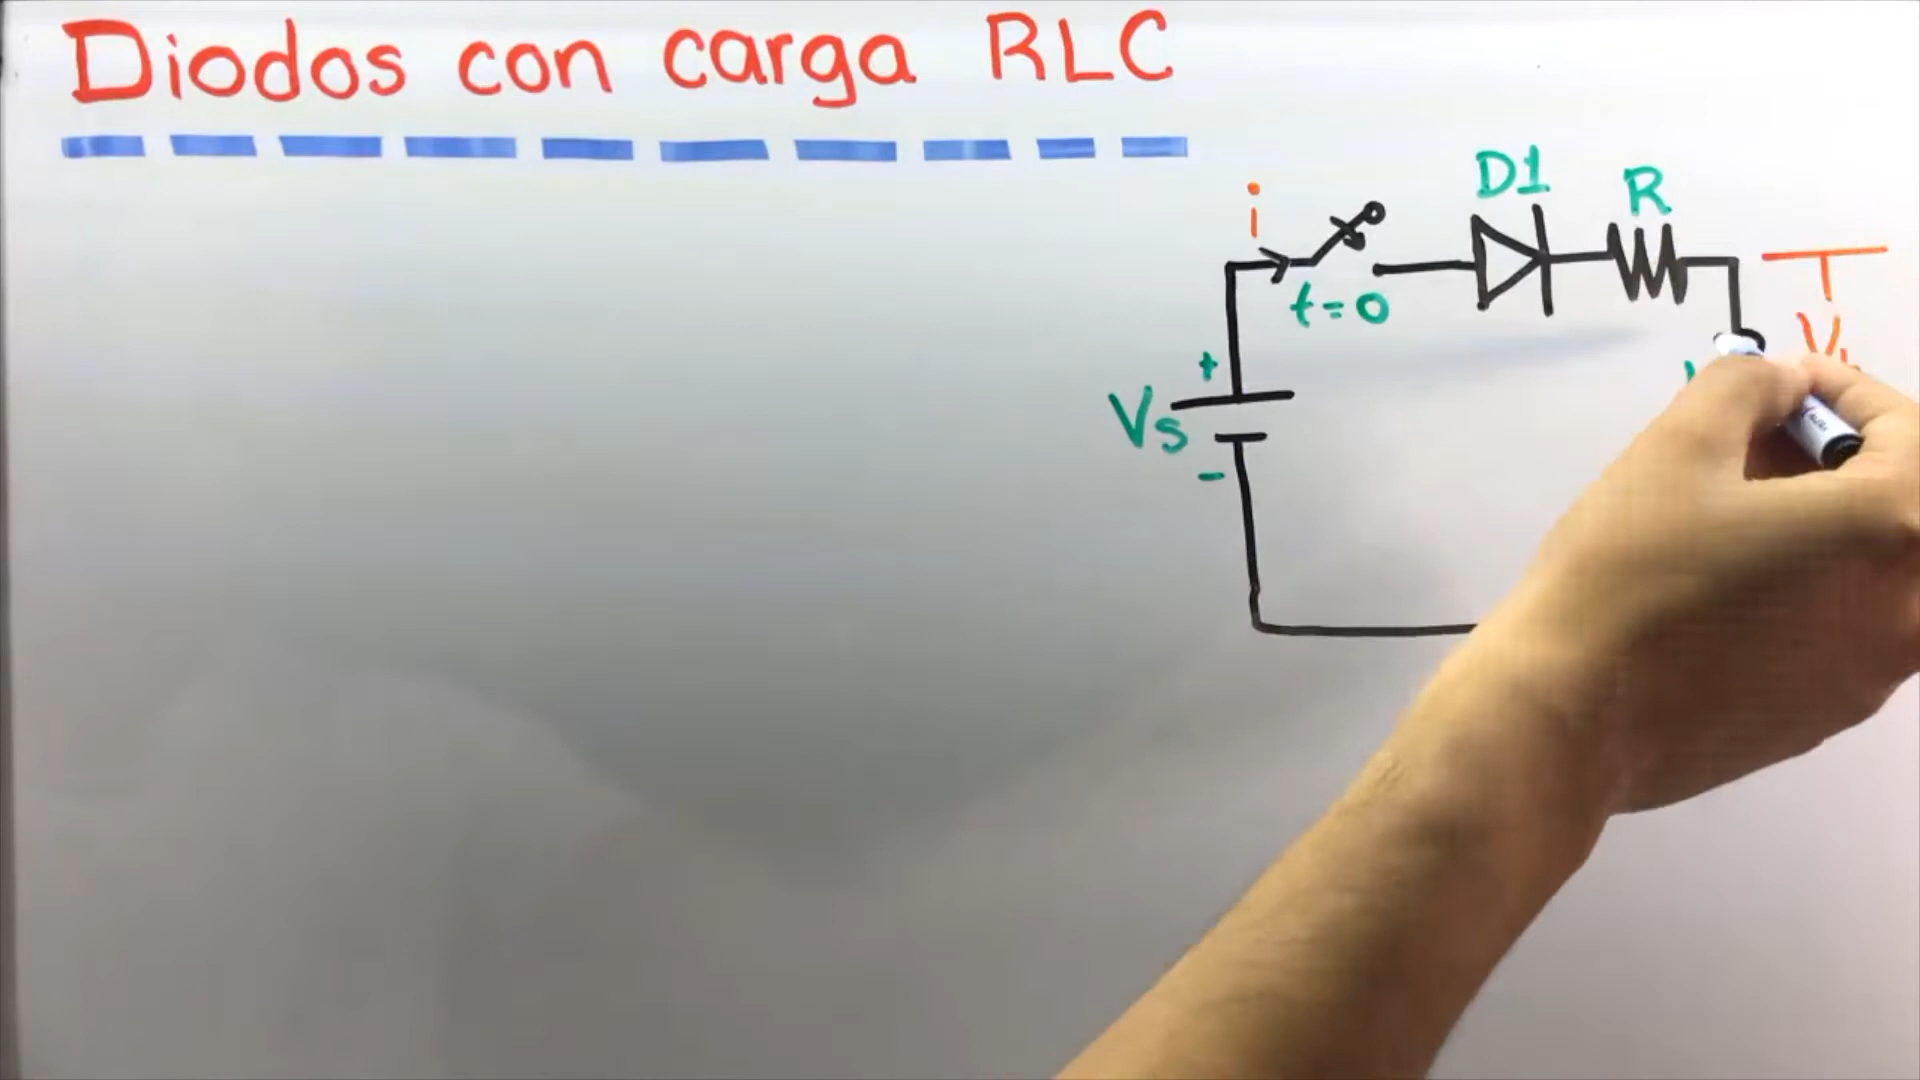 Diodos con carga RLC
D1
R
i
t=0
+
Vs
-